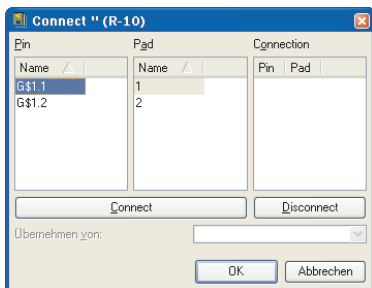 Connect '' (R-10)
Pin Pad Connection
Name Name Pin Pad
G$1.1 1
G$1.2 2
Connect Disconnect
Übernehmen von:
OK Abbrechen